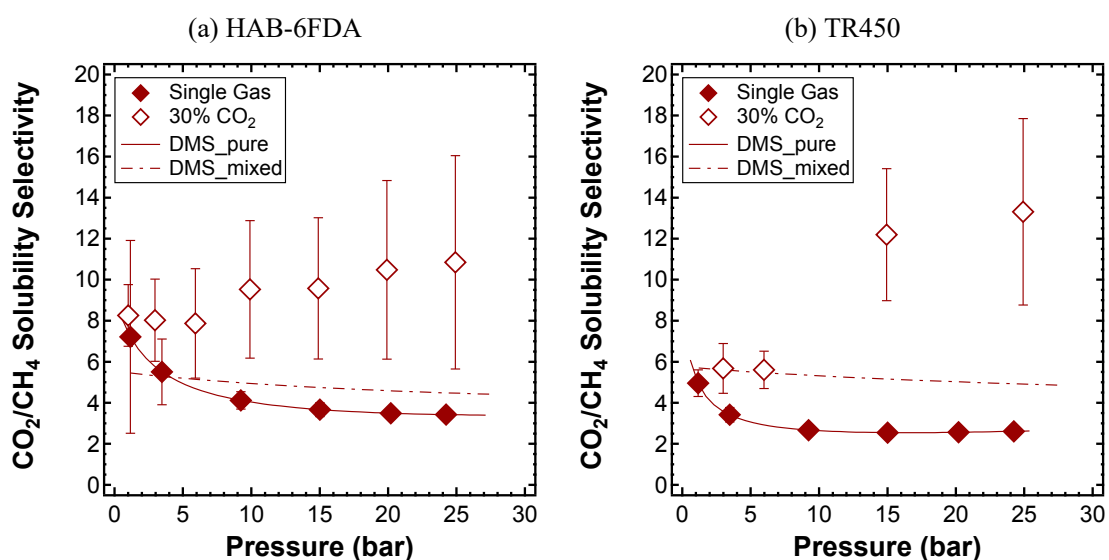 (a) HAB-6FDA
CO2/CH4 Solubility Selectivity
20
18
16
14
12
10
8
6
4
2
0
Single Gas
30% CO2
DMS_pure
DMS_mixed
0 5 10 15 20 25 30
Pressure (bar)
(b) TR450
CO2/CH4 Solubility Selectivity
20
18
16
14
12
10
8
6
4
2
0
Single Gas
30% CO2
DMS_pure
DMS_mixed
0 5 10 15 20 25 30
Pressure (bar)